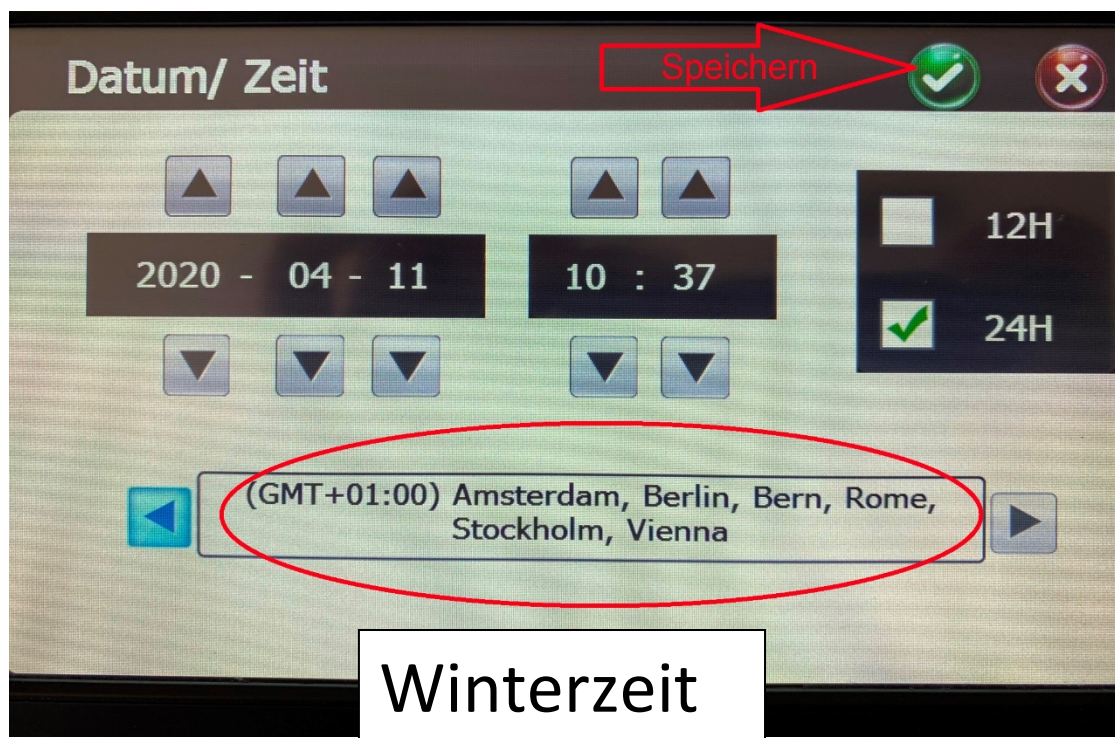 Datum/ Zeit
Speichern
2020 - 04 - 11
10 : 37
12H
24H
(GMT+01:00) Amsterdam, Berlin, Bern, Rome,
Stockholm, Vienna
Winterzeit